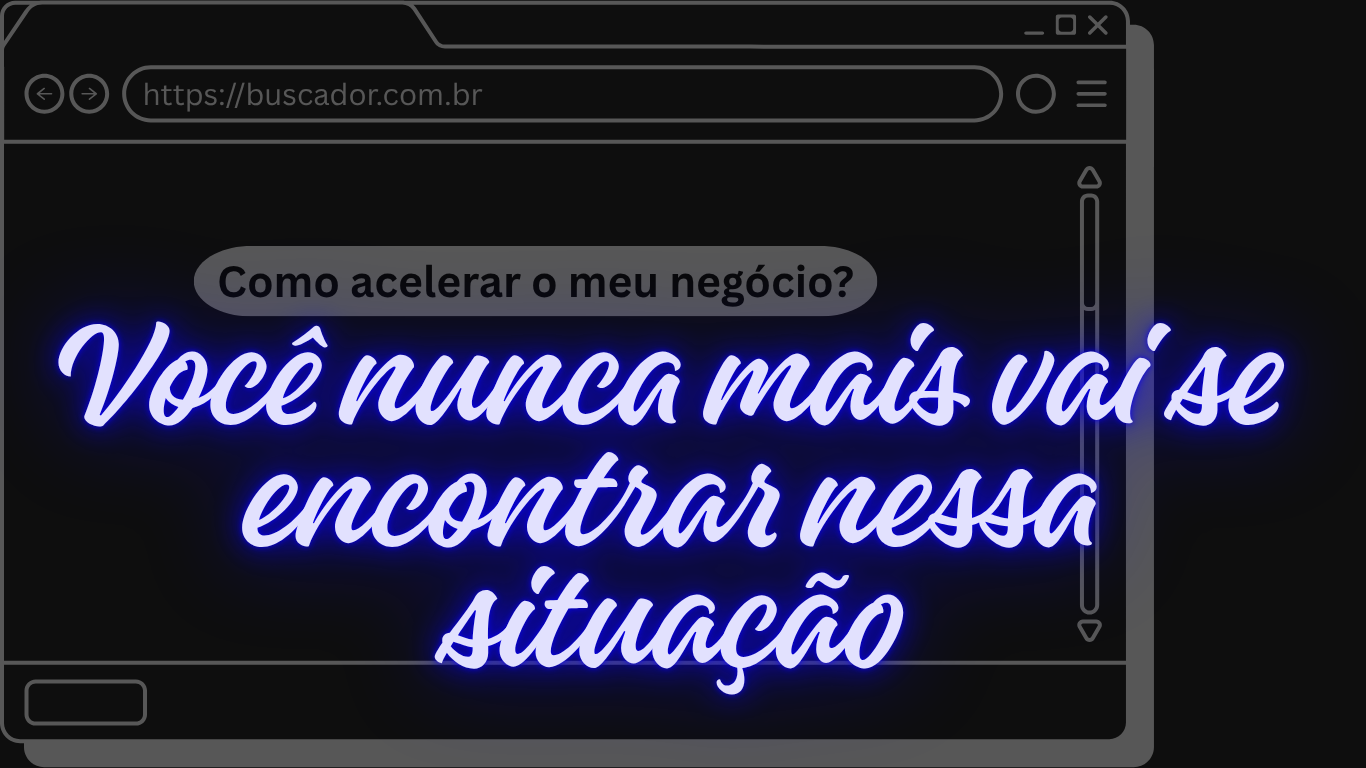 https://buscador.com.br
Como acelerar o meu negócio?
Você nunca mais vai se
encontrar nessa
situação